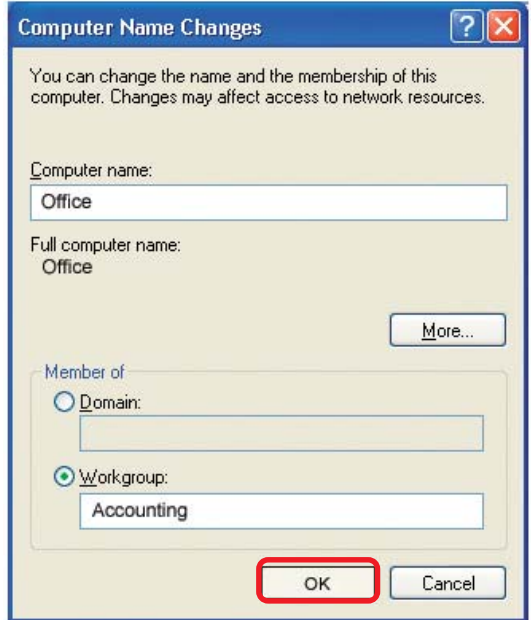 Computer Name Changes
You can change the name and the membership of this
computer. Changes may affect access to network resources.
Computer name:
Office
Full computer name:
Office
More...
Member of
Domain:
Workgroup:
Accounting
OK Cancel